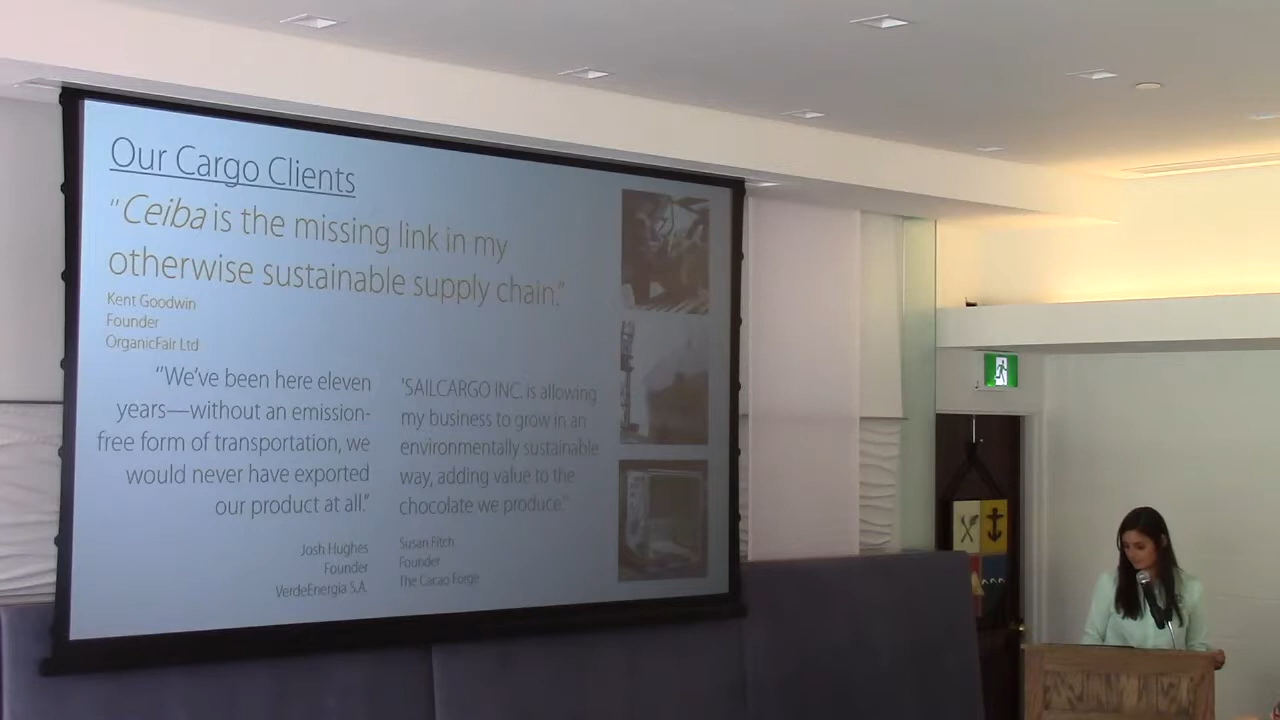 Our Cargo Clients
“Ceiba is the missing link in my
otherwise sustainable supply chain.”
Kent Goodwin
Founder
OrganicFair Ltd
“We’ve been here eleven
years—without an emission-
free form of transportation, we
would never have exported
our product at all.”
Josh Hughes
Founder
VerdeEnergia S.A.
'SAILCARGO INC. is allowing
my business to grow in an
environmentally sustainable
way, adding value to the
chocolate we produce.”
Susan Fitch
Founder
The Cacao Forge